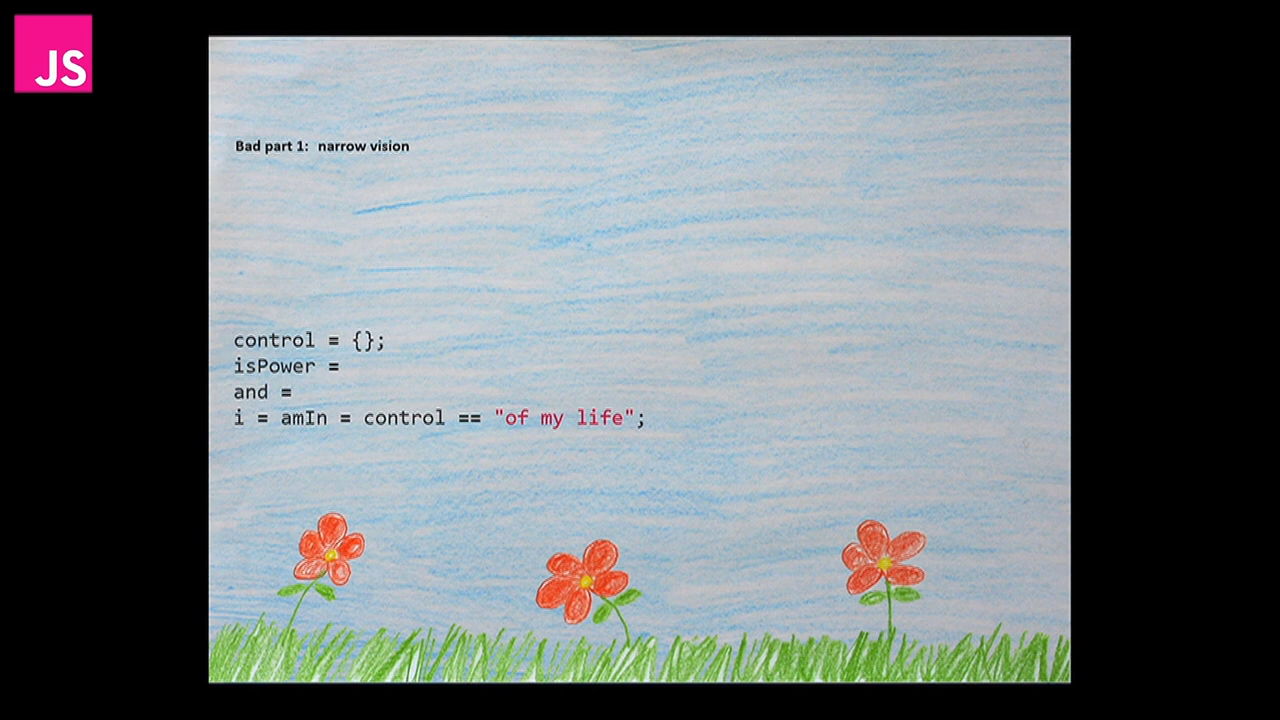 JS
Bad part 1: narrow vision
control = {};
isPower =
and =
i = amIn = control == "of my life";